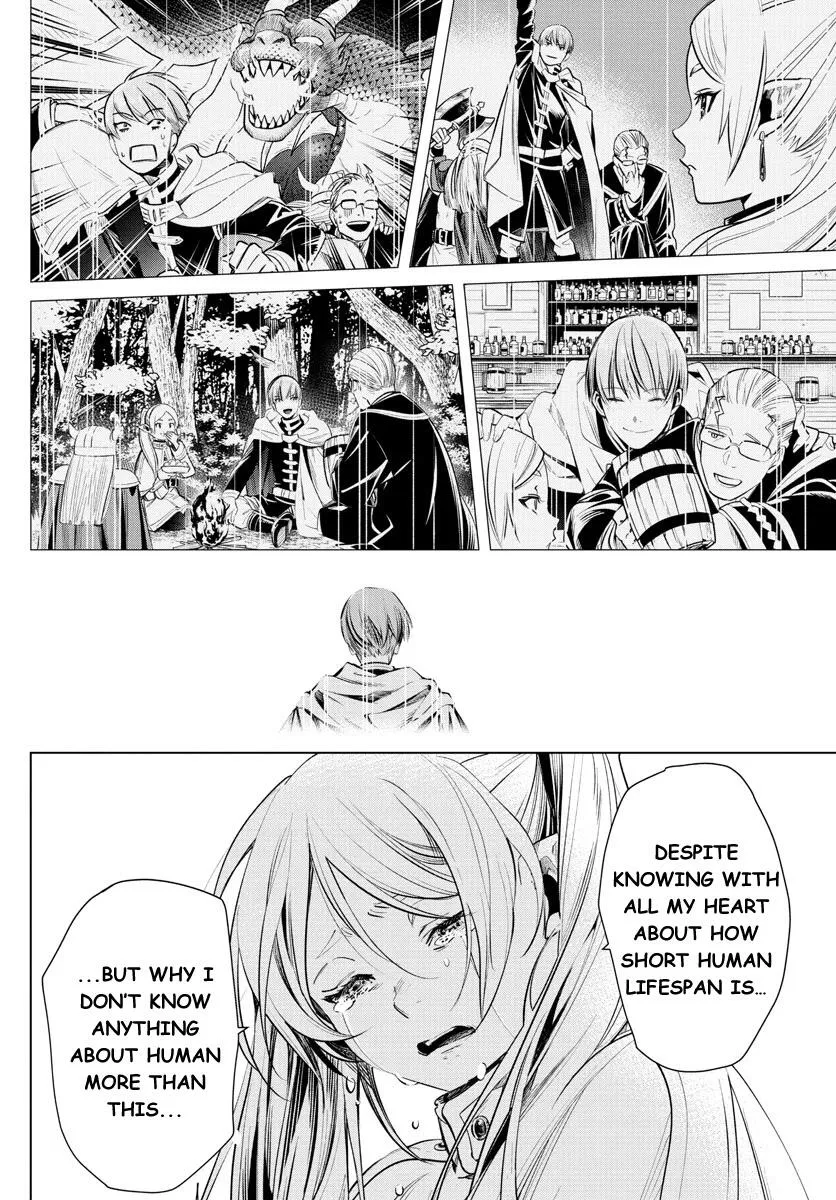 DESPITE
KNOWING WITH
ALL MY HEART
ABOUT HOW
SHORT HUMAN
LIFESPAN IS...
...BUT WHY I
DON'T KNOW
ANYTHING
ABOUT HUMAN
MORE THAN
THIS...